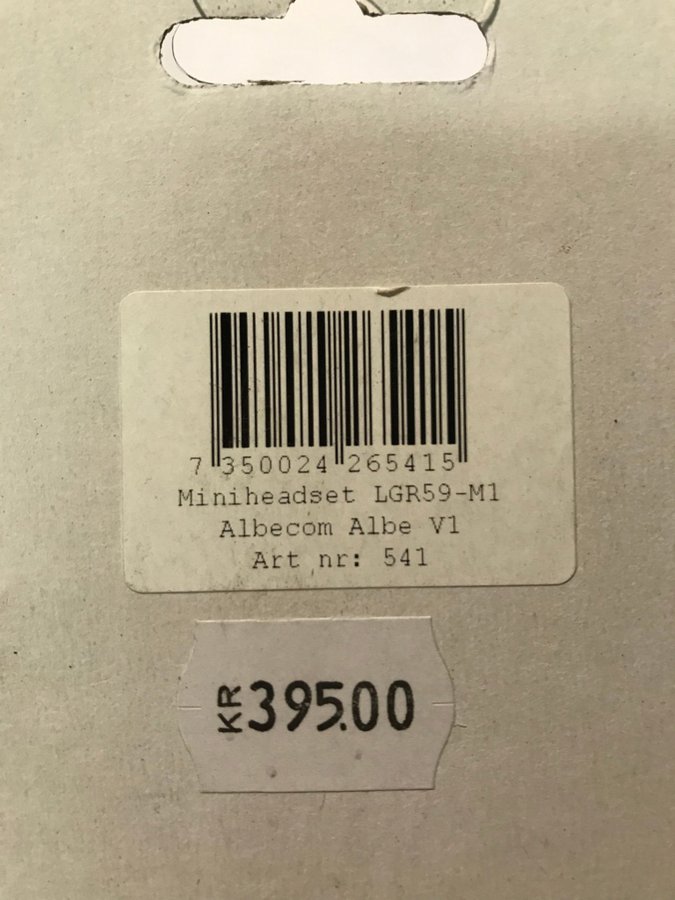 7 350024 265415
Miniheadset LGR59-M1
Albecom Albe V1
Art nr: 541
KR 395.00